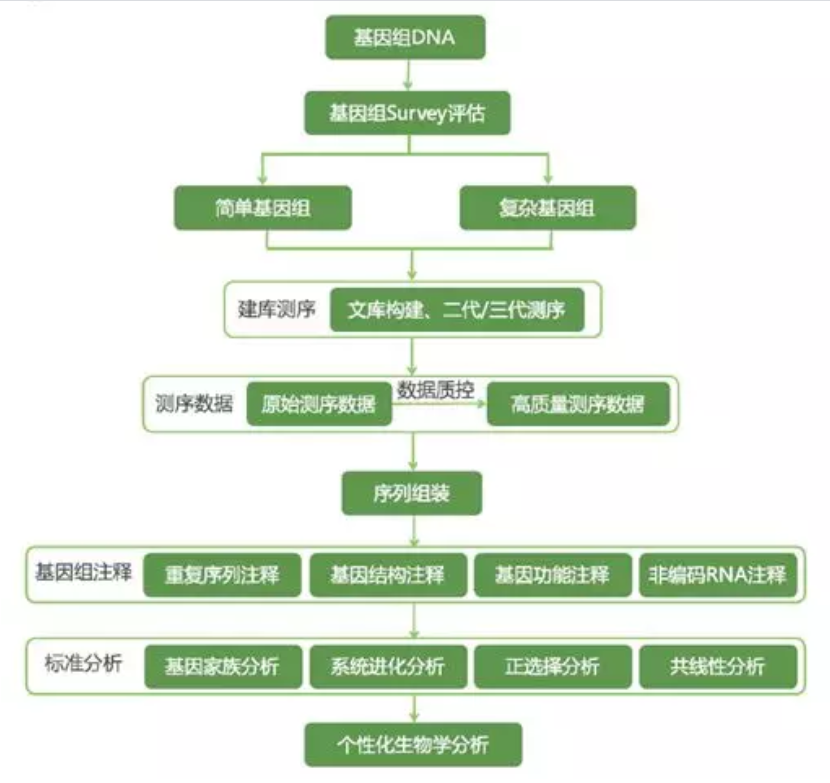 基因组DNA
基因组Survey评估
简单基因组
复杂基因组
建库测序
文库构建、二代/三代测序
测序数据
原始测序数据
数据质控
高质量测序数据
序列组装
基因组注释
重复序列注释
基因结构注释
基因功能注释
非编码RNA注释
标准分析
基因家族分析
系统进化分析
正选择分析
共线性分析
个性化生物学分析